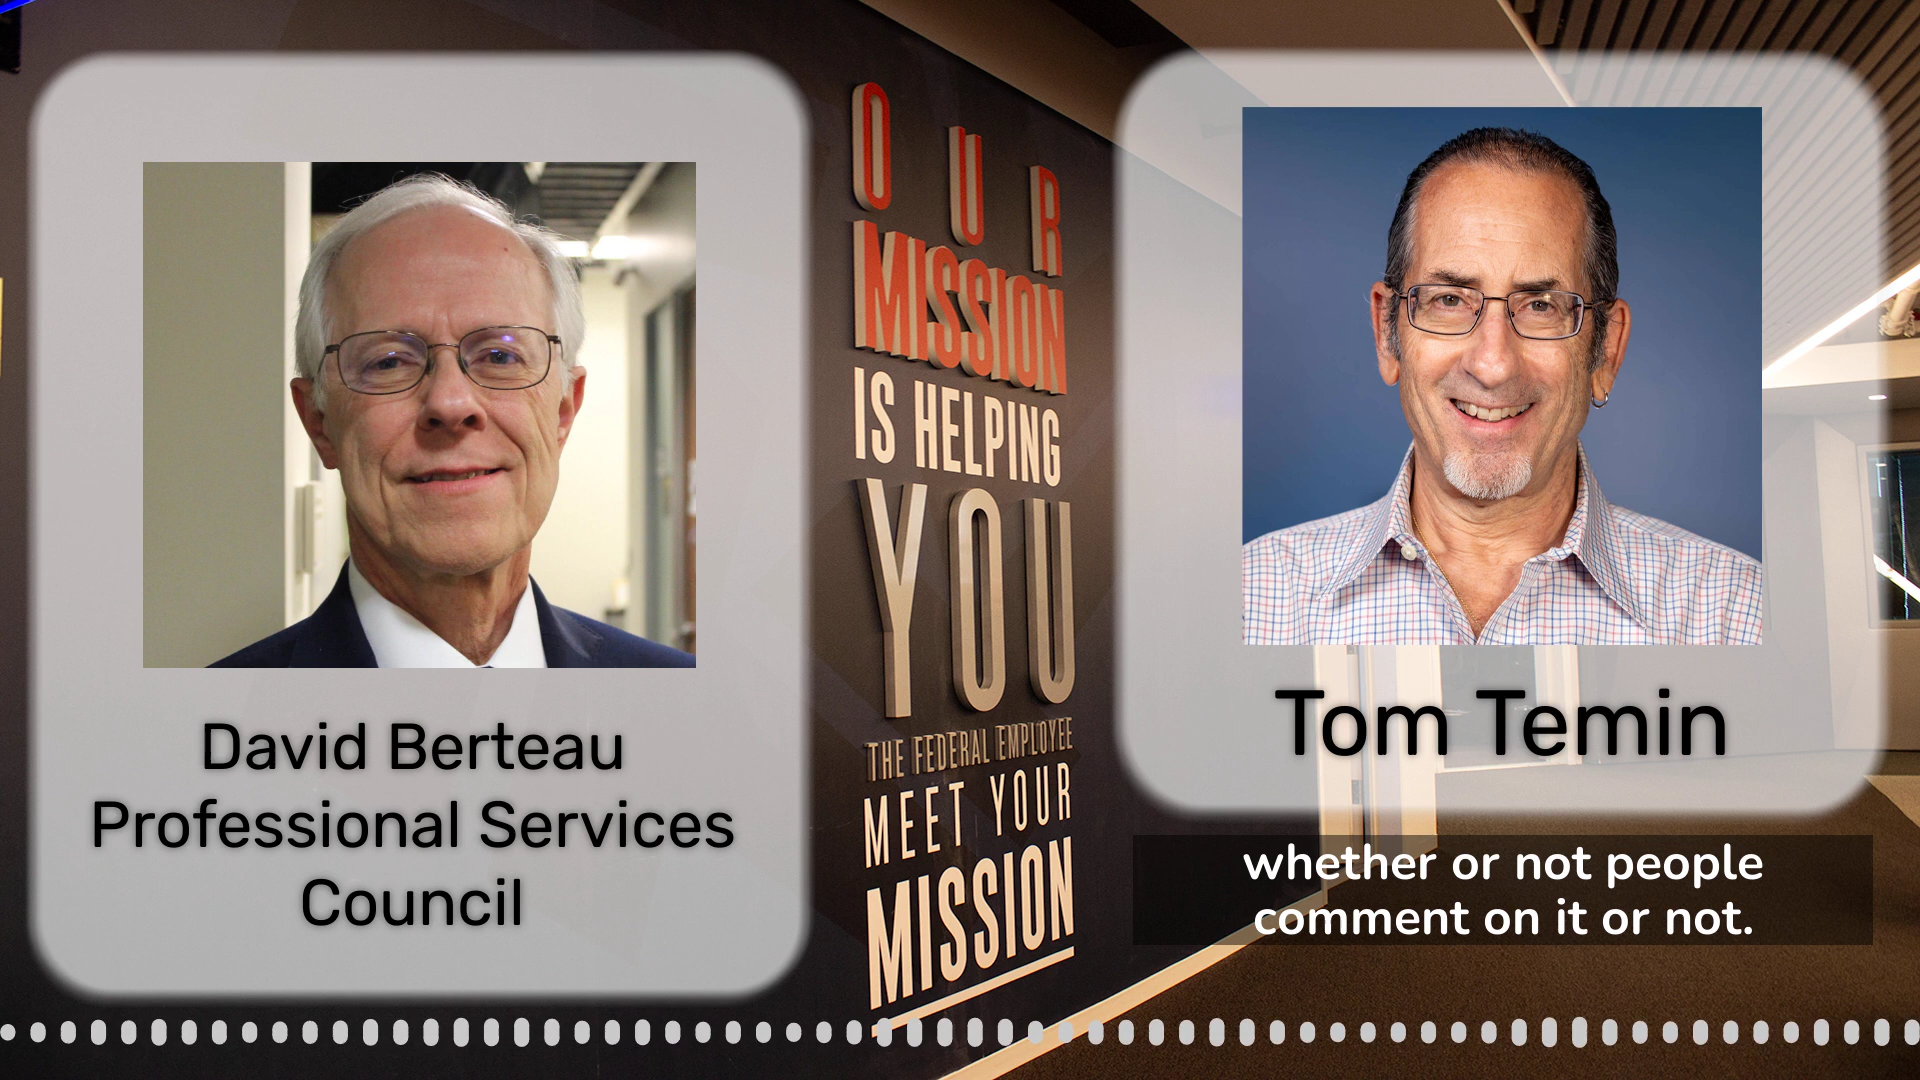 David Berteau
Professional Services
Council
OUR
MISSION
IS HELPING
YOU
THE FEDERAL EMPLOYEE
MEET YOUR
MISSION
Tom Temin
whether or not people
comment on it or not.